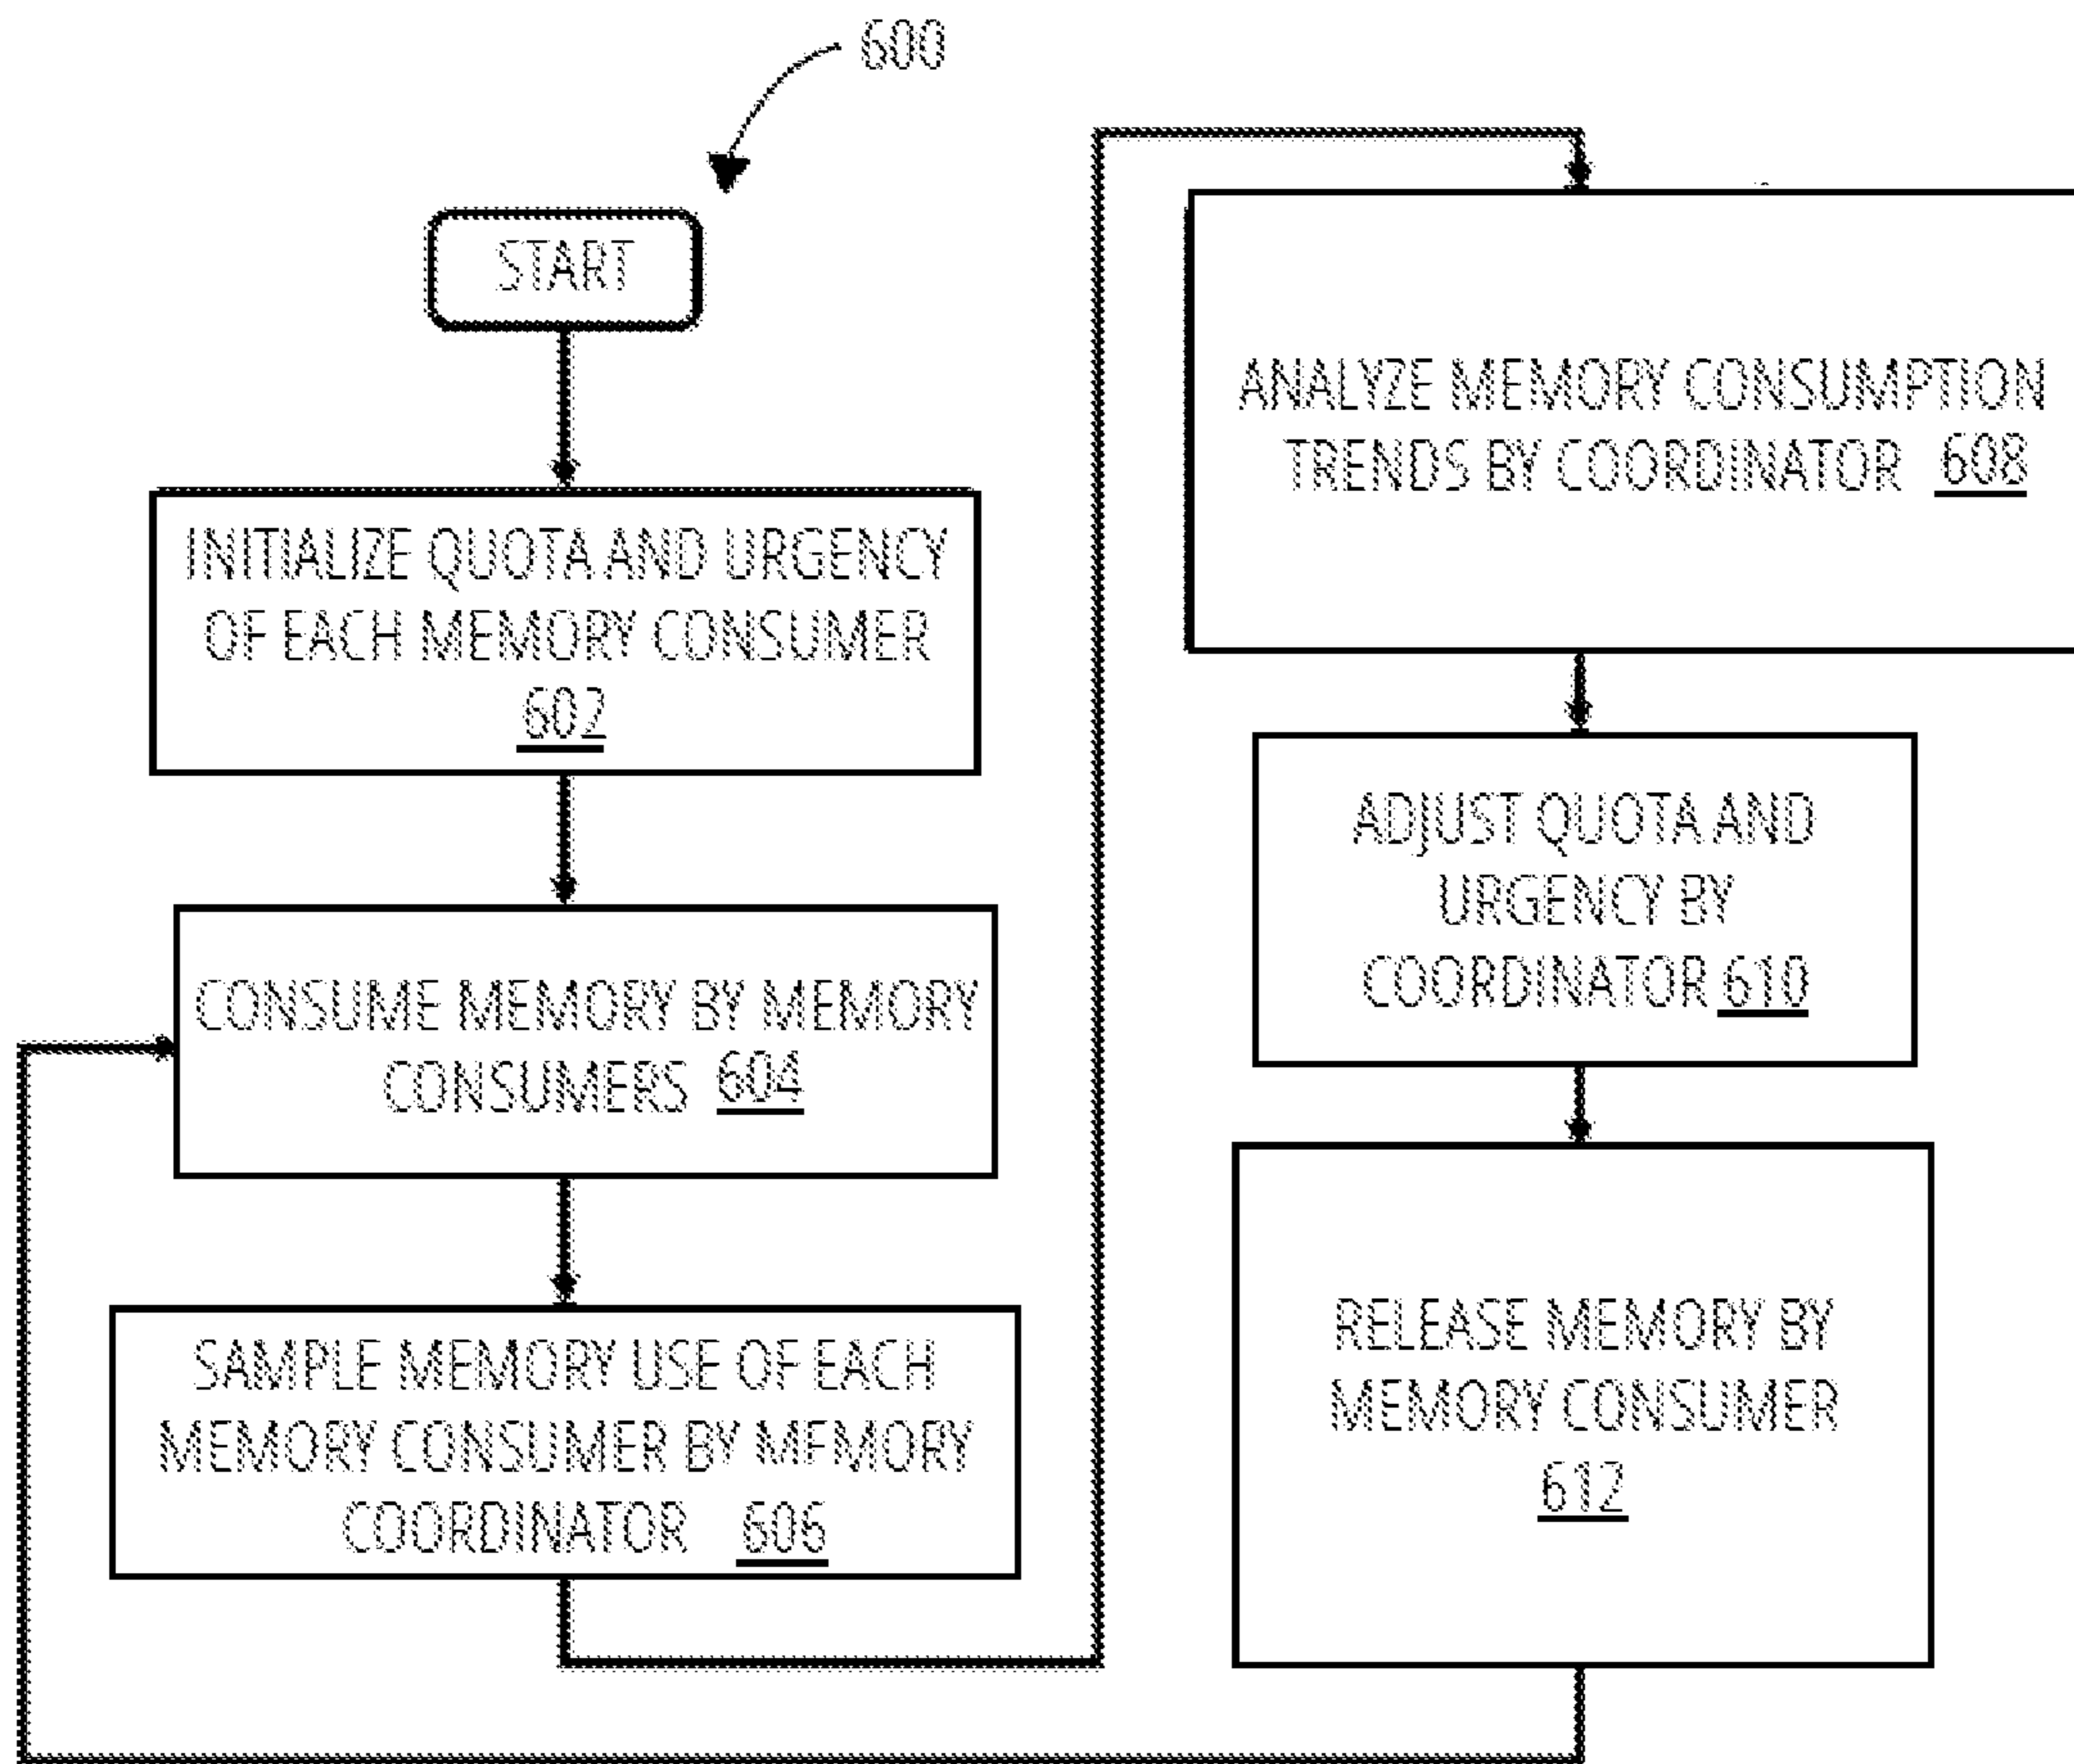 600
START
INITIALIZE QUOTA AND URGENCY
OF EACH MEMORY CONSUMER
602
CONSUME MEMORY BY MEMORY
CONSUMERS 604
SAMPLE MEMORY USE OF EACH
MEMORY CONSUMER BY MEMORY
COORDINATOR 606
ANALYZE MEMORY CONSUMPTION
TRENDS BY COORDINATOR 608
ADJUST QUOTA AND
URGENCY BY
COORDINATOR 610
RELEASE MEMORY BY
MEMORY CONSUMER
612